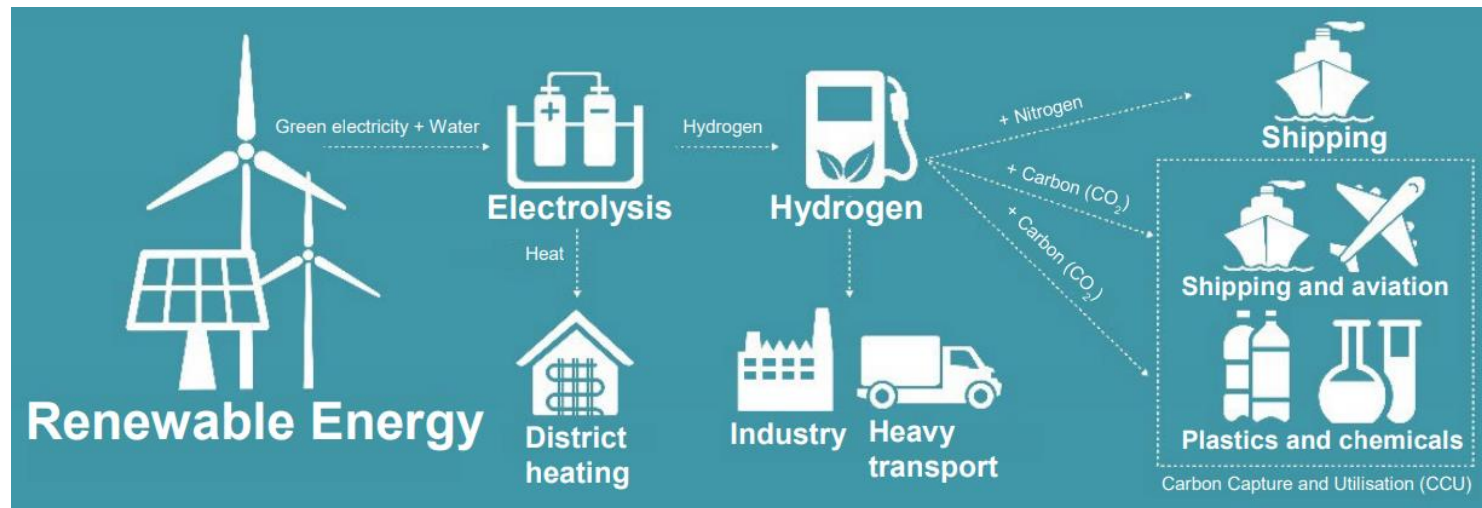 Renewable Energy
Green electricity + Water
+ −
Electrolysis
Heat
District
heating
Hydrogen
Hydrogen
Industry
Heavy
transport
+ Nitrogen
Shipping
+ Carbon (CO₂)
+ Carbon (CO₂)
Shipping and aviation
Plastics and chemicals
Carbon Capture and Utilisation (CCU)